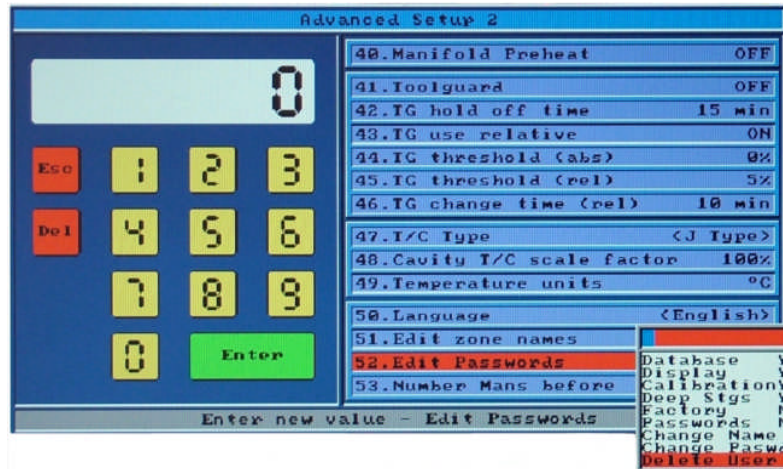 Advanced Setup 2
0
Esc 1 2 3
Del 4 5 6
7 8 9
0 Enter
40.Manifold Preheat OFF
41.Toolguard OFF
42.TG hold off time 15 min
43.TG use relative ON
44.TG threshold (abs) 0%
45.TG threshold (rel) 5%
46.TG change time (rel) 10 min
47.T/C Type <J Type>
48.Cavity T/C scale factor 100%
49.Temperature units °C
50.Language <English>
51.Edit zone names
52.Edit Passwords
53.Number Mans before
Database
Display
Calibration
Deep Stgs
Factory
Passwords
Change Name
Change Pasw
Delete User
Enter new value - Edit Passwords